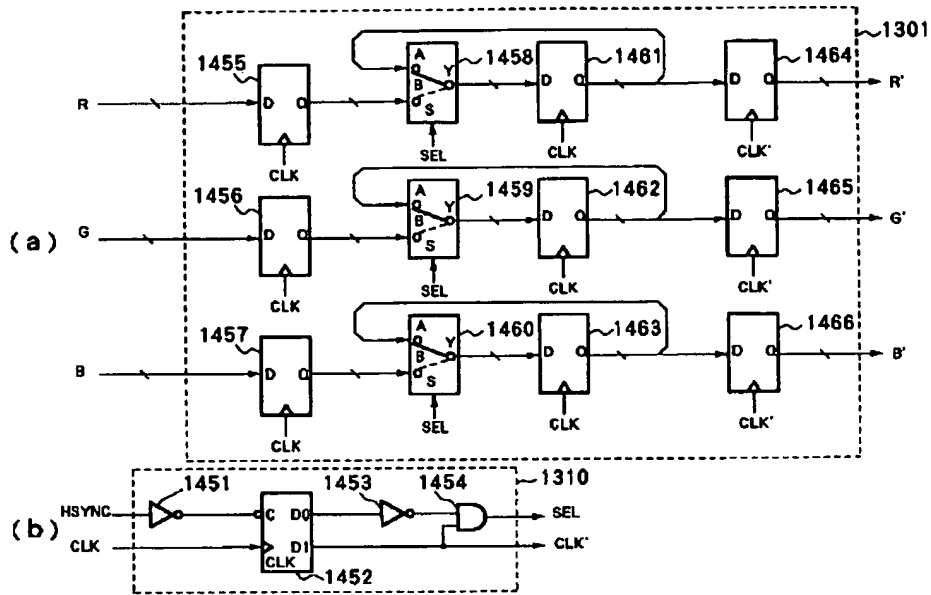 1301
1455 1458 1461 1464
R D Q A B S Y D Q D Q R'
CLK SEL CLK CLK'
1456 1459 1462 1465
(a) G D Q A B S Y D Q D Q G'
CLK SEL CLK CLK'
1457 1460 1463 1466
B D Q A B S Y D Q D Q B'
CLK SEL CLK CLK'
1451 1453 1454 1310
(b) HSYNC C D0 SEL
CLK CLK D1 CLK'
1452